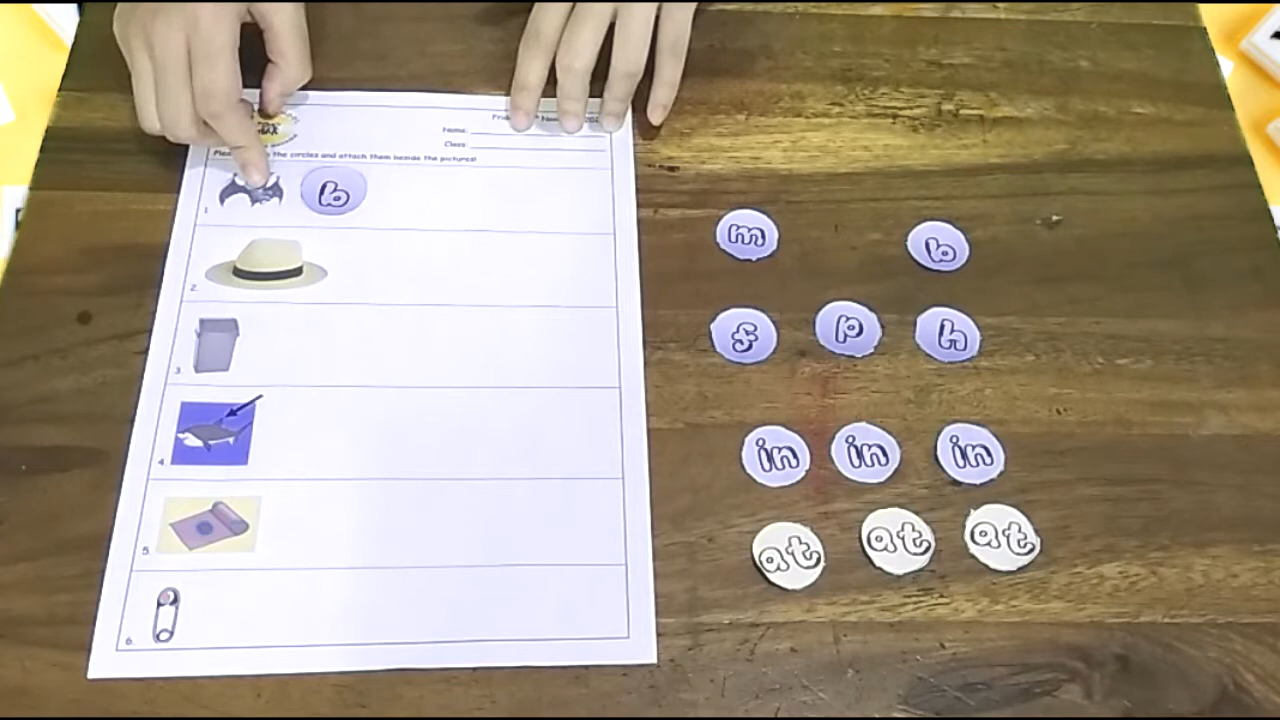 Name:
Class:
the circles and attach them beside the pictures!
1.
b
2.
3.
4.
5.
6.
m b
f p h
in in in
at at at